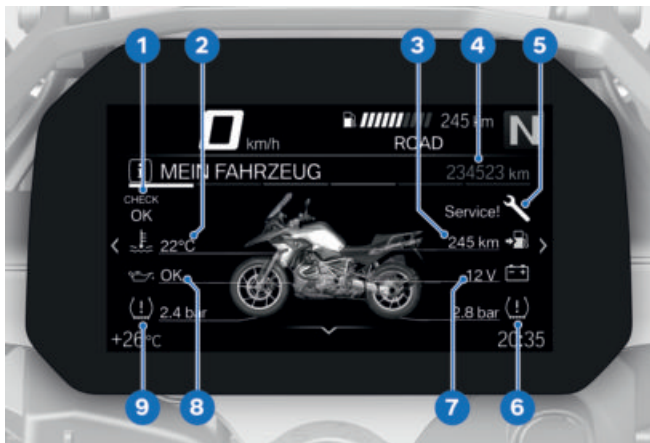 1 2 3 4 5
0 km/h 245 km N
ROAD
i MEIN FAHRZEUG 234523 km
CHECK
OK Service!
22°C 245 km
OK 12 V
(!) 2.4 bar 2.8 bar (!)
+26°C 20:35
9 8 7 6